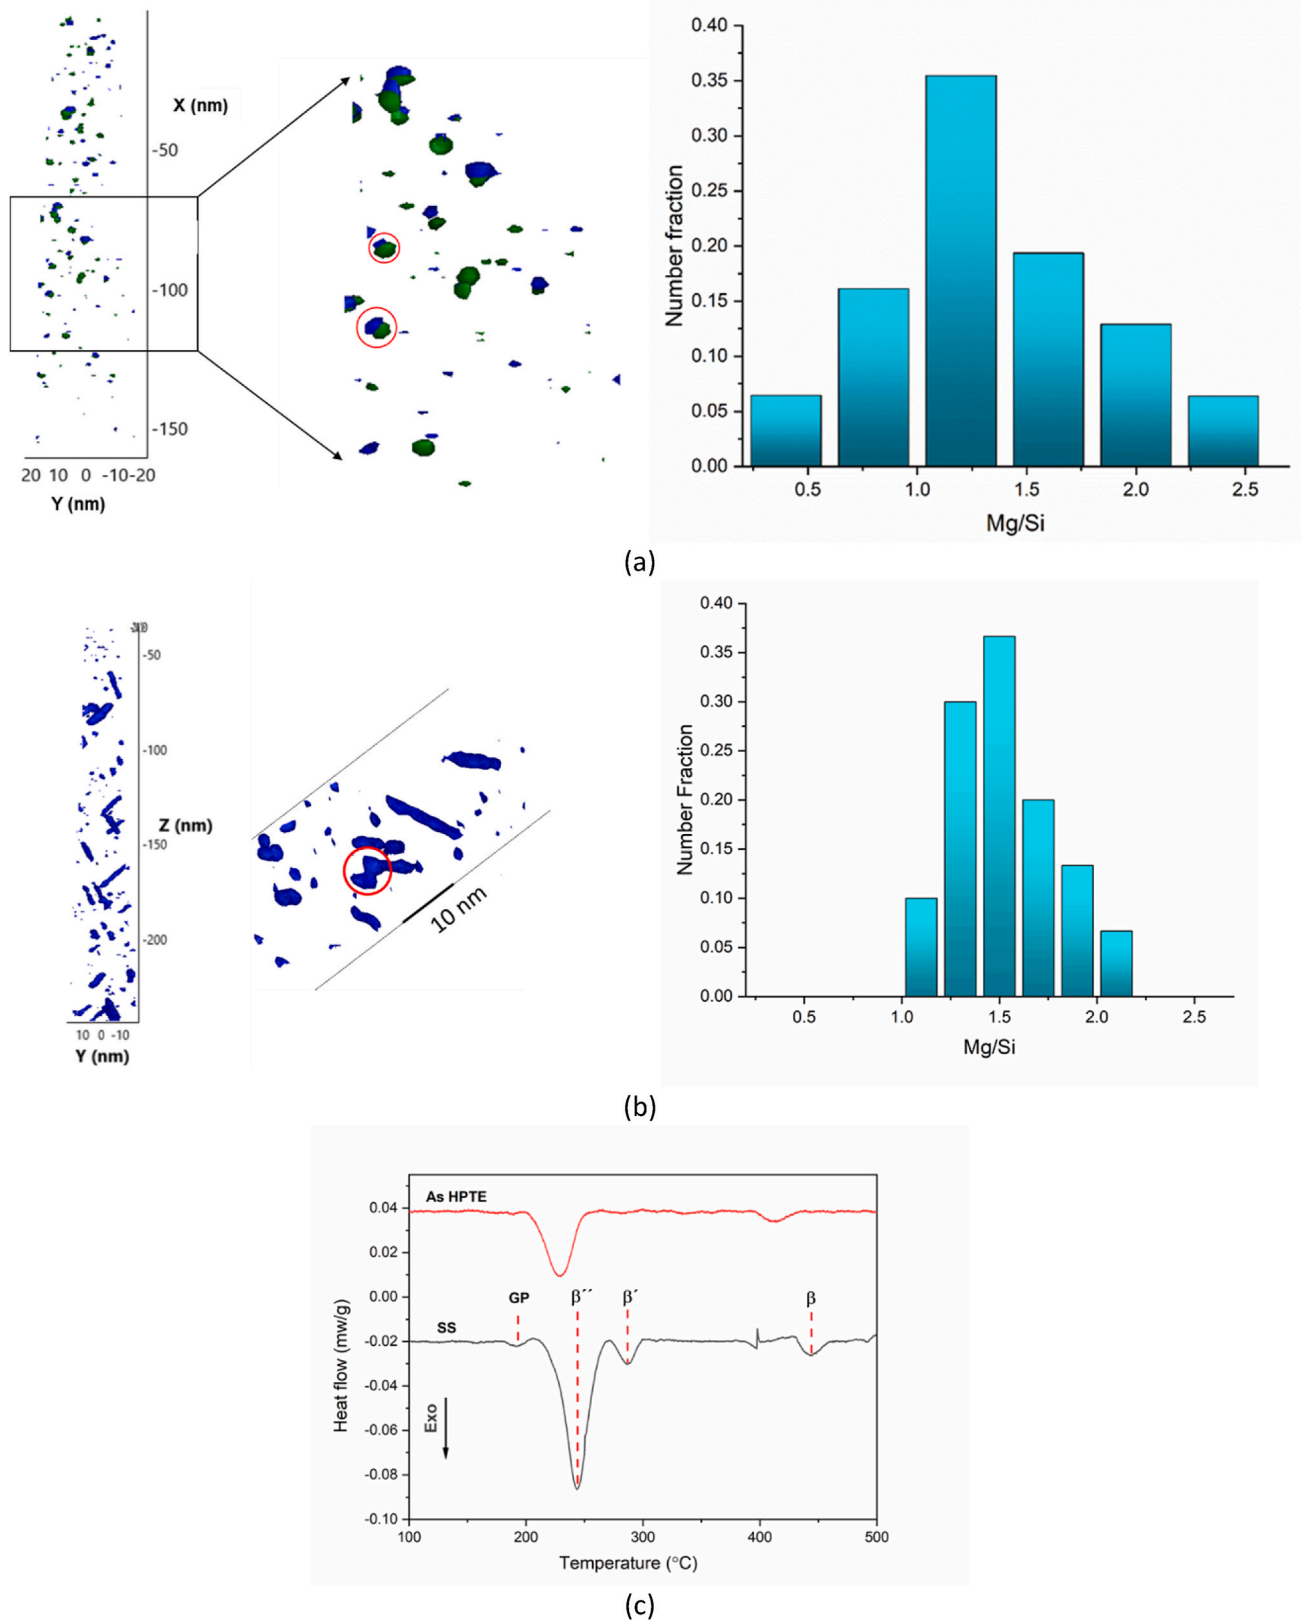 X (nm)
-50
-100
-150
20 10 0 -10-20
Y (nm)
0.40
0.35
0.30
0.25
0.20
0.15
0.10
0.05
0.00
Number fraction
0.5 1.0 1.5 2.0 2.5
Mg/Si
(a)
-50
-100
Z (nm)
-150
-200
10 0 -10
Y (nm)
10 nm
0.40
0.35
0.30
0.25
0.20
0.15
0.10
0.05
0.00
Number Fraction
0.5 1.0 1.5 2.0 2.5
Mg/Si
(b)
As HPTE
0.04
0.02
0.00
-0.02
-0.04
-0.06
-0.08
-0.10
Heat flow (mw/g)
GP β´´ β´ β
SS
Exo
100 200 300 400 500
Temperature (°C)
(c)